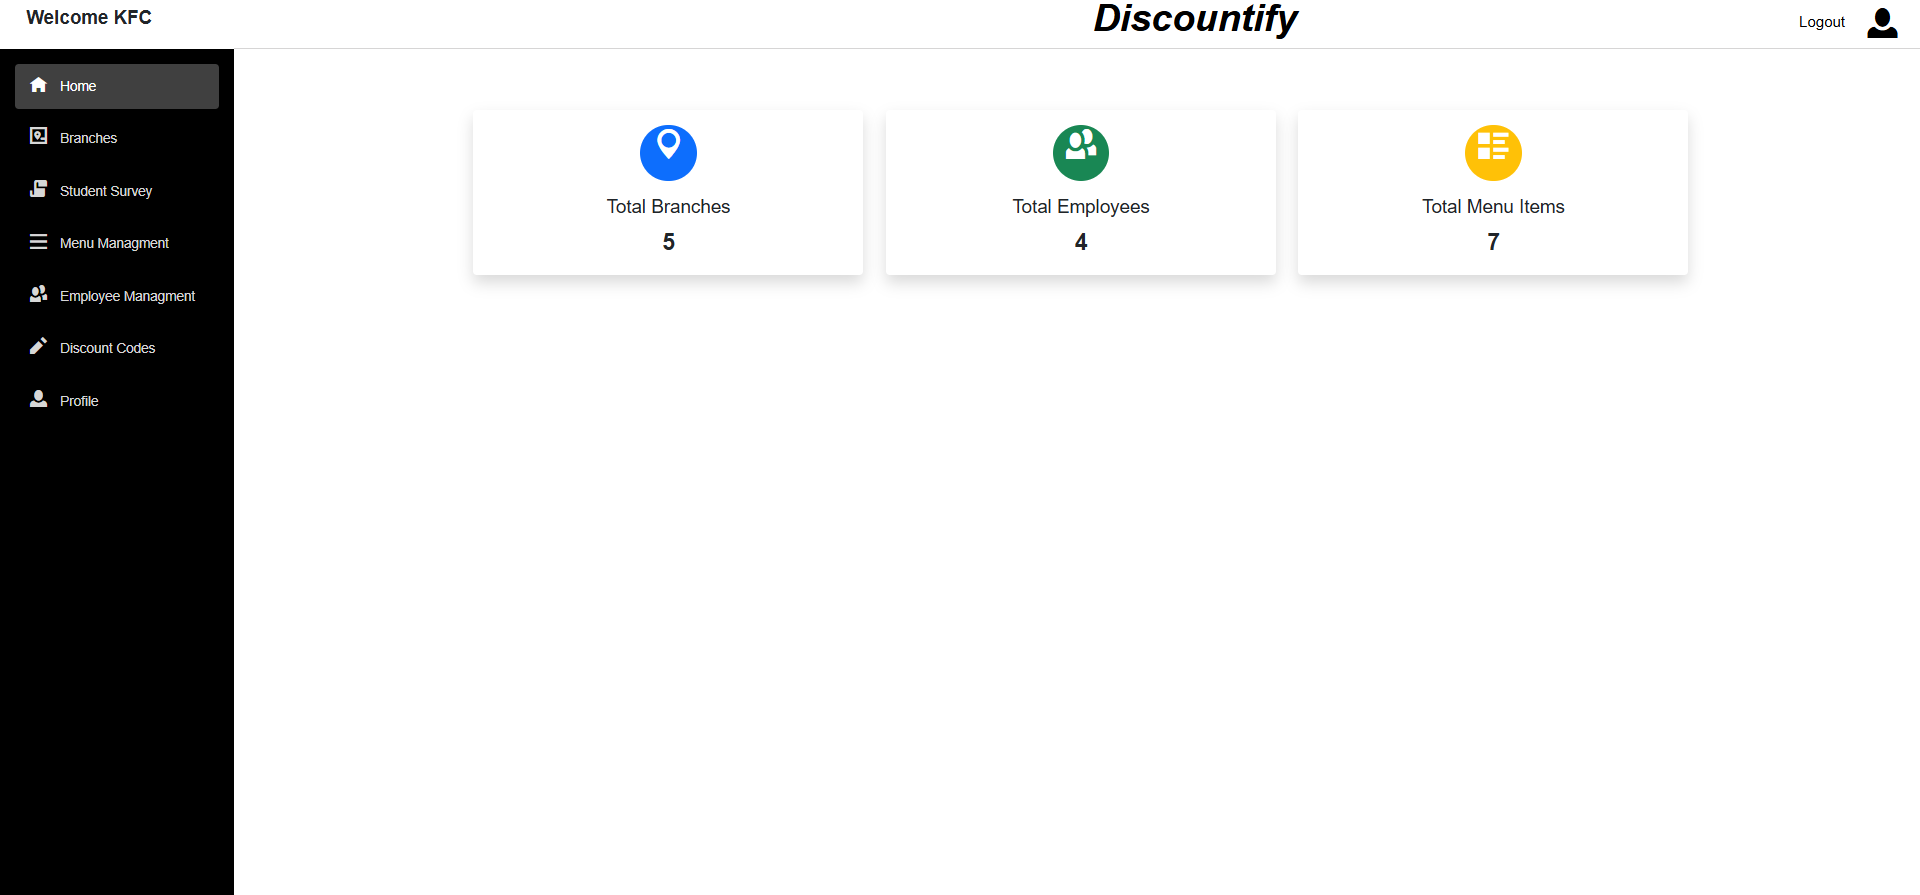 Welcome KFC
Discountify
Logout
Home
Branches
Student Survey
Menu Managment
Employee Managment
Discount Codes
Profile
Total Branches
5
Total Employees
4
Total Menu Items
7